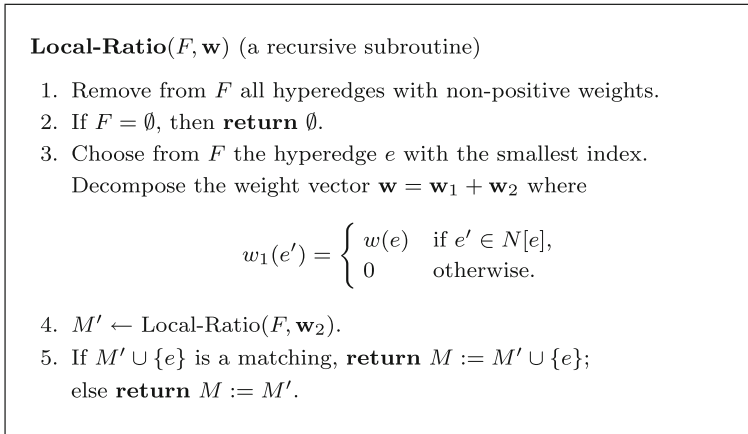 Local-Ratio(F, w) (a recursive subroutine)
1. Remove from F all hyperedges with non-positive weights.
2. If F = ∅, then return ∅.
3. Choose from F the hyperedge e with the smallest index.
Decompose the weight vector w = w₁ + w₂ where
w₁(e′) = { w(e) if e′ ∈ N[e],
0 otherwise.
4. M′ ← Local-Ratio(F, w₂).
5. If M′ ∪ {e} is a matching, return M := M′ ∪ {e};
else return M := M′.